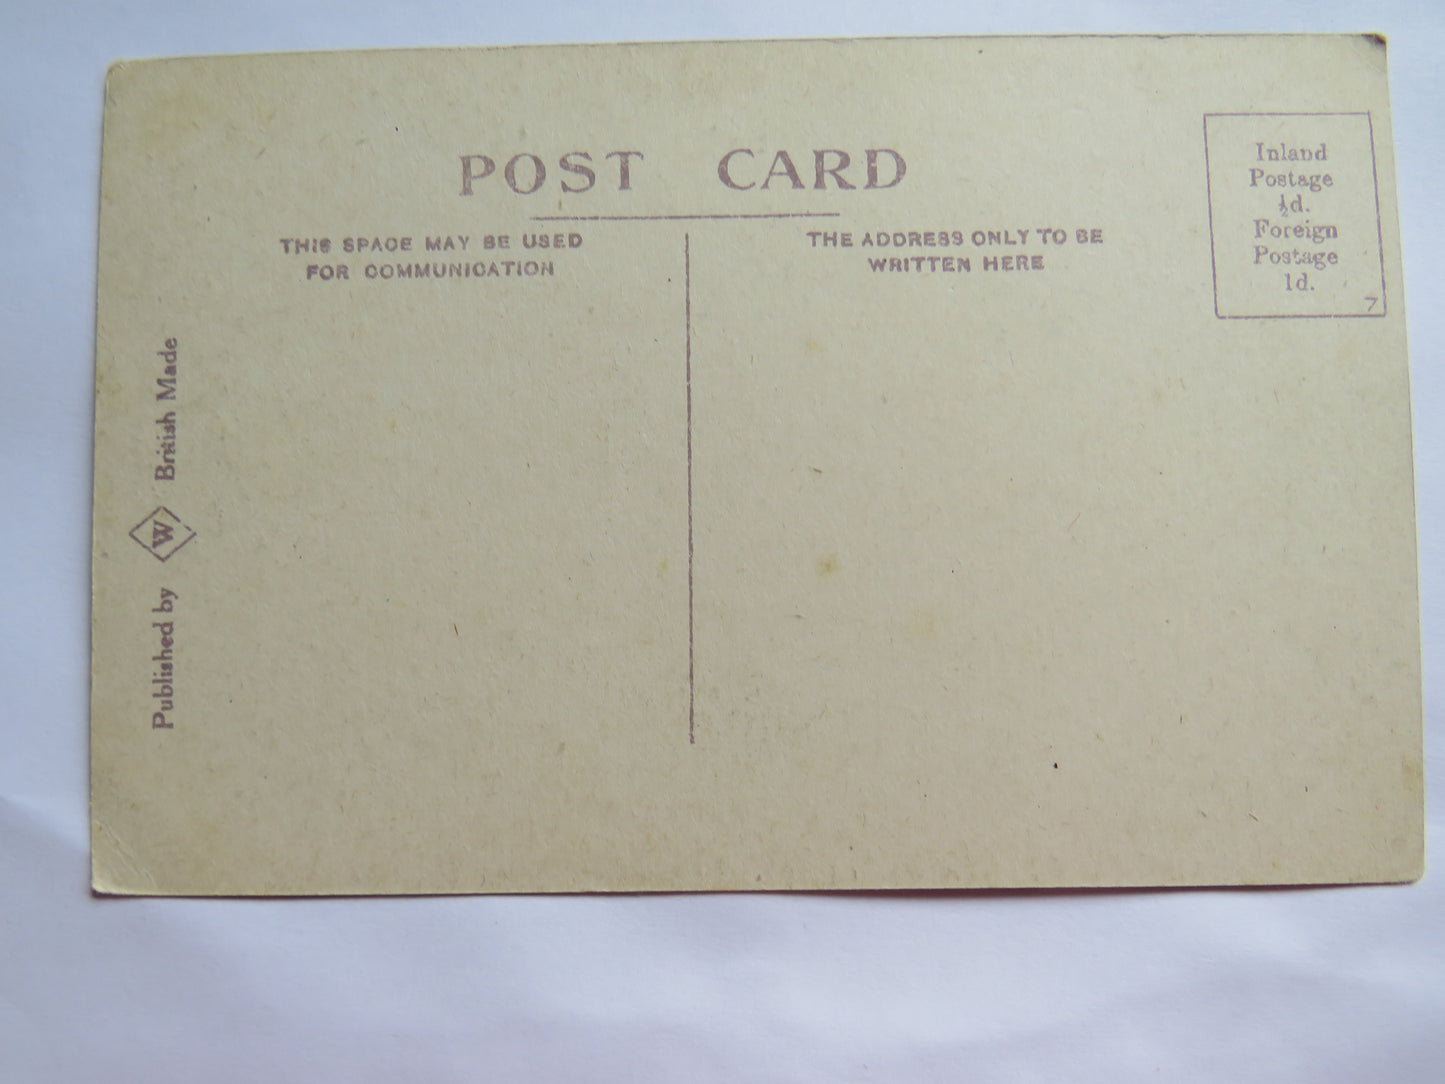 POST CARD
THIS SPACE MAY BE USED
FOR COMMUNICATION
THE ADDRESS ONLY TO BE
WRITTEN HERE
Inland
Postage
½d.
Foreign
Postage
1d.
7
Published by W British Made